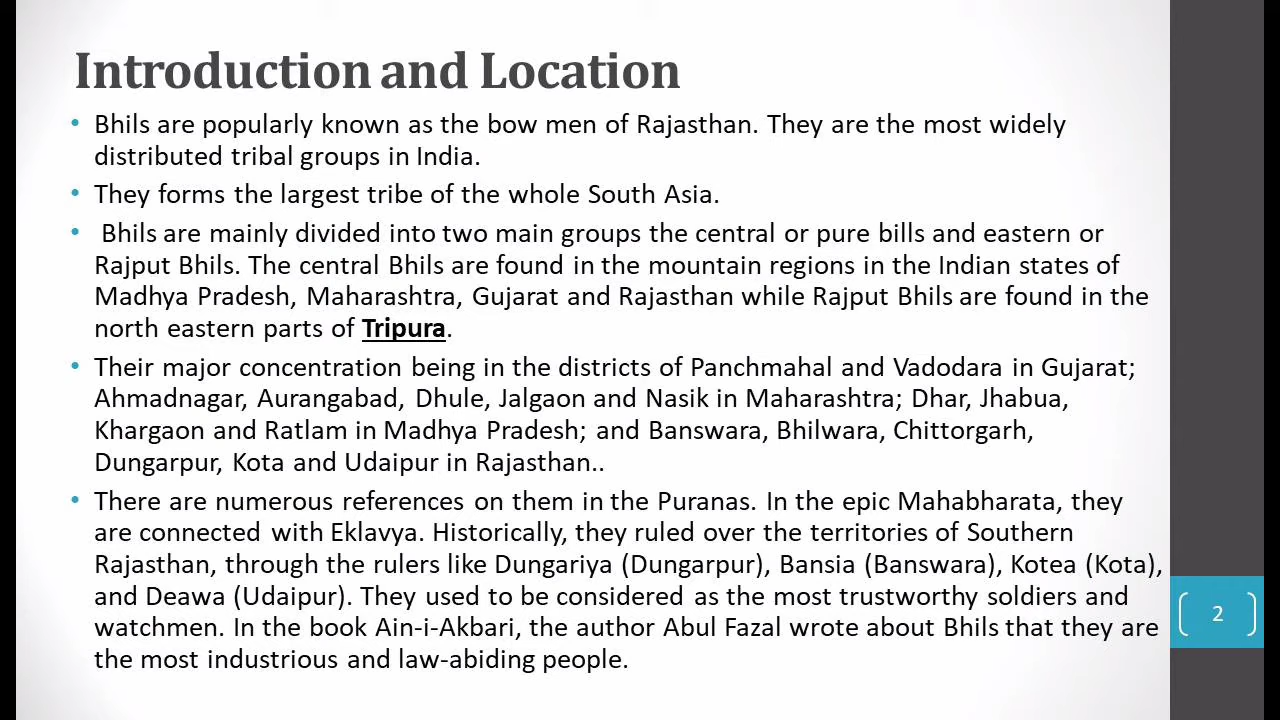 Introduction and Location
• Bhils are popularly known as the bow men of Rajasthan. They are the most widely
distributed tribal groups in India.
• They forms the largest tribe of the whole South Asia.
• Bhils are mainly divided into two main groups the central or pure bills and eastern or
Rajput Bhils. The central Bhils are found in the mountain regions in the Indian states of
Madhya Pradesh, Maharashtra, Gujarat and Rajasthan while Rajput Bhils are found in the
north eastern parts of Tripura.
• Their major concentration being in the districts of Panchmahal and Vadodara in Gujarat;
Ahmadnagar, Aurangabad, Dhule, Jalgaon and Nasik in Maharashtra; Dhar, Jhabua,
Khargaon and Ratlam in Madhya Pradesh; and Banswara, Bhilwara, Chittorgarh,
Dungarpur, Kota and Udaipur in Rajasthan..
• There are numerous references on them in the Puranas. In the epic Mahabharata, they
are connected with Eklavya. Historically, they ruled over the territories of Southern
Rajasthan, through the rulers like Dungariya (Dungarpur), Bansia (Banswara), Kotea (Kota),
and Deawa (Udaipur). They used to be considered as the most trustworthy soldiers and
watchmen. In the book Ain-i-Akbari, the author Abul Fazal wrote about Bhils that they are
the most industrious and law-abiding people.
2